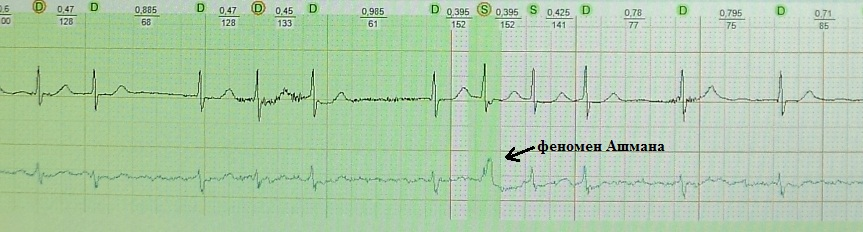 D 0,47 D 0,885 D 0,47 D 0,45 D 0,985 D 0,395 S 0,395 S 0,425 D 0,78 D 0,795 D 0,71
128 68 128 133 61 152 152 141 77 75 85
феномен Ашмана